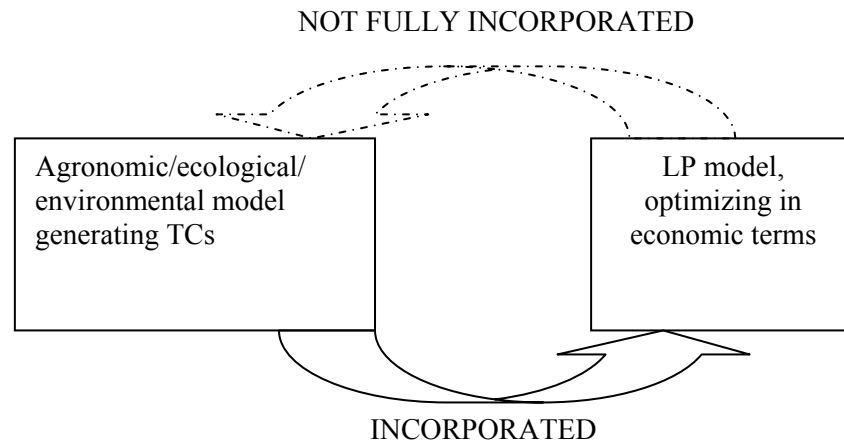 NOT FULLY INCORPORATED
Agronomic/ecological/
environmental model
generating TCs
LP model,
optimizing in
economic terms
INCORPORATED